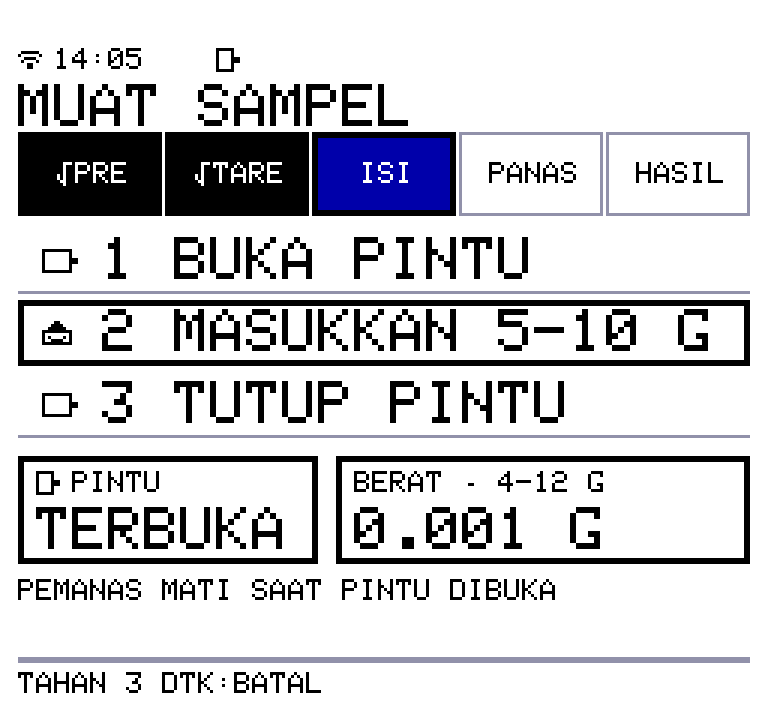 14:05
MUAT SAMPEL
√PRE √TARE ISI PANAS HASIL
1 BUKA PINTU
2 MASUKKAN 5-10 G
3 TUTUP PINTU
PINTU
TERBUKA
BERAT - 4-12 G
0.001 G
PEMANAS MATI SAAT PINTU DIBUKA
TAHAN 3 DTK:BATAL